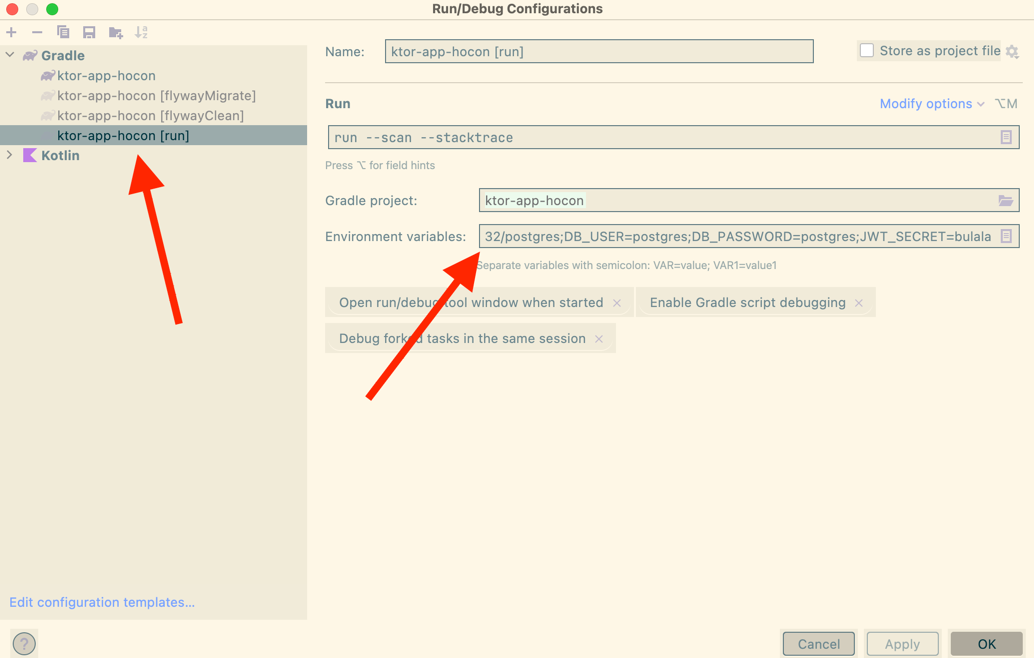 Run/Debug Configurations
Gradle
ktor-app-hocon
ktor-app-hocon [flywayMigrate]
ktor-app-hocon [flywayClean]
ktor-app-hocon [run]
Kotlin
Edit configuration templates...
Name: ktor-app-hocon [run]
Store as project file
Run
Modify options ⌥M
run --scan --stacktrace
Press ⌥ for field hints
Gradle project: ktor-app-hocon
Environment variables: 32/postgres;DB_USER=postgres;DB_PASSWORD=postgres;JWT_SECRET=bulala
Separate variables with semicolon: VAR=value; VAR1=value1
Open run/debug tool window when started × Enable Gradle script debugging ×
Debug forked tasks in the same session ×
? Cancel Apply OK